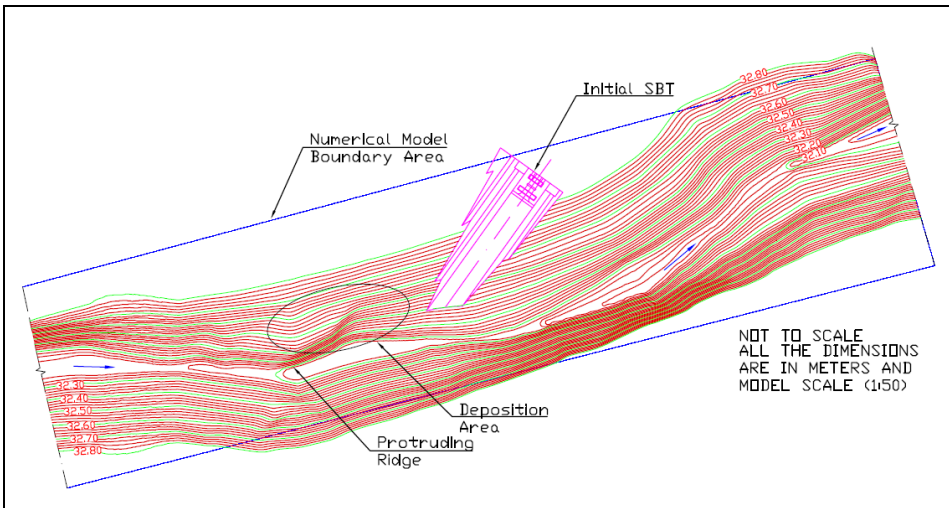 Initial SBT
Numerical Model
Boundary Area
32.80
32.70
32.60
32.50
32.40
32.30
32.20
32.10
32.30
32.40
32.50
32.60
32.70
32.80
Deposition
Area
Protruding
Ridge
NOT TO SCALE
ALL THE DIMENSIONS
ARE IN METERS AND
MODEL SCALE (1:50)